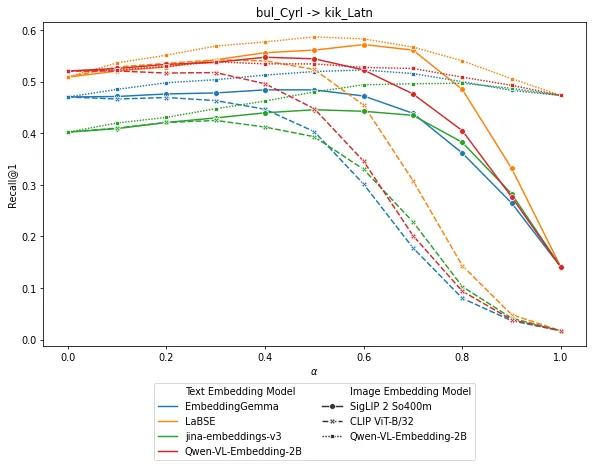 bul_Cyrl -> kik_Latn
Recall@1
0.6
0.5
0.4
0.3
0.2
0.1
0.0
0.0 0.2 0.4 0.6 0.8 1.0
α
Text Embedding Model Image Embedding Model
EmbeddingGemma SigLIP 2 So400m
LaBSE CLIP ViT-B/32
jina-embeddings-v3 Qwen-VL-Embedding-2B
Qwen-VL-Embedding-2B